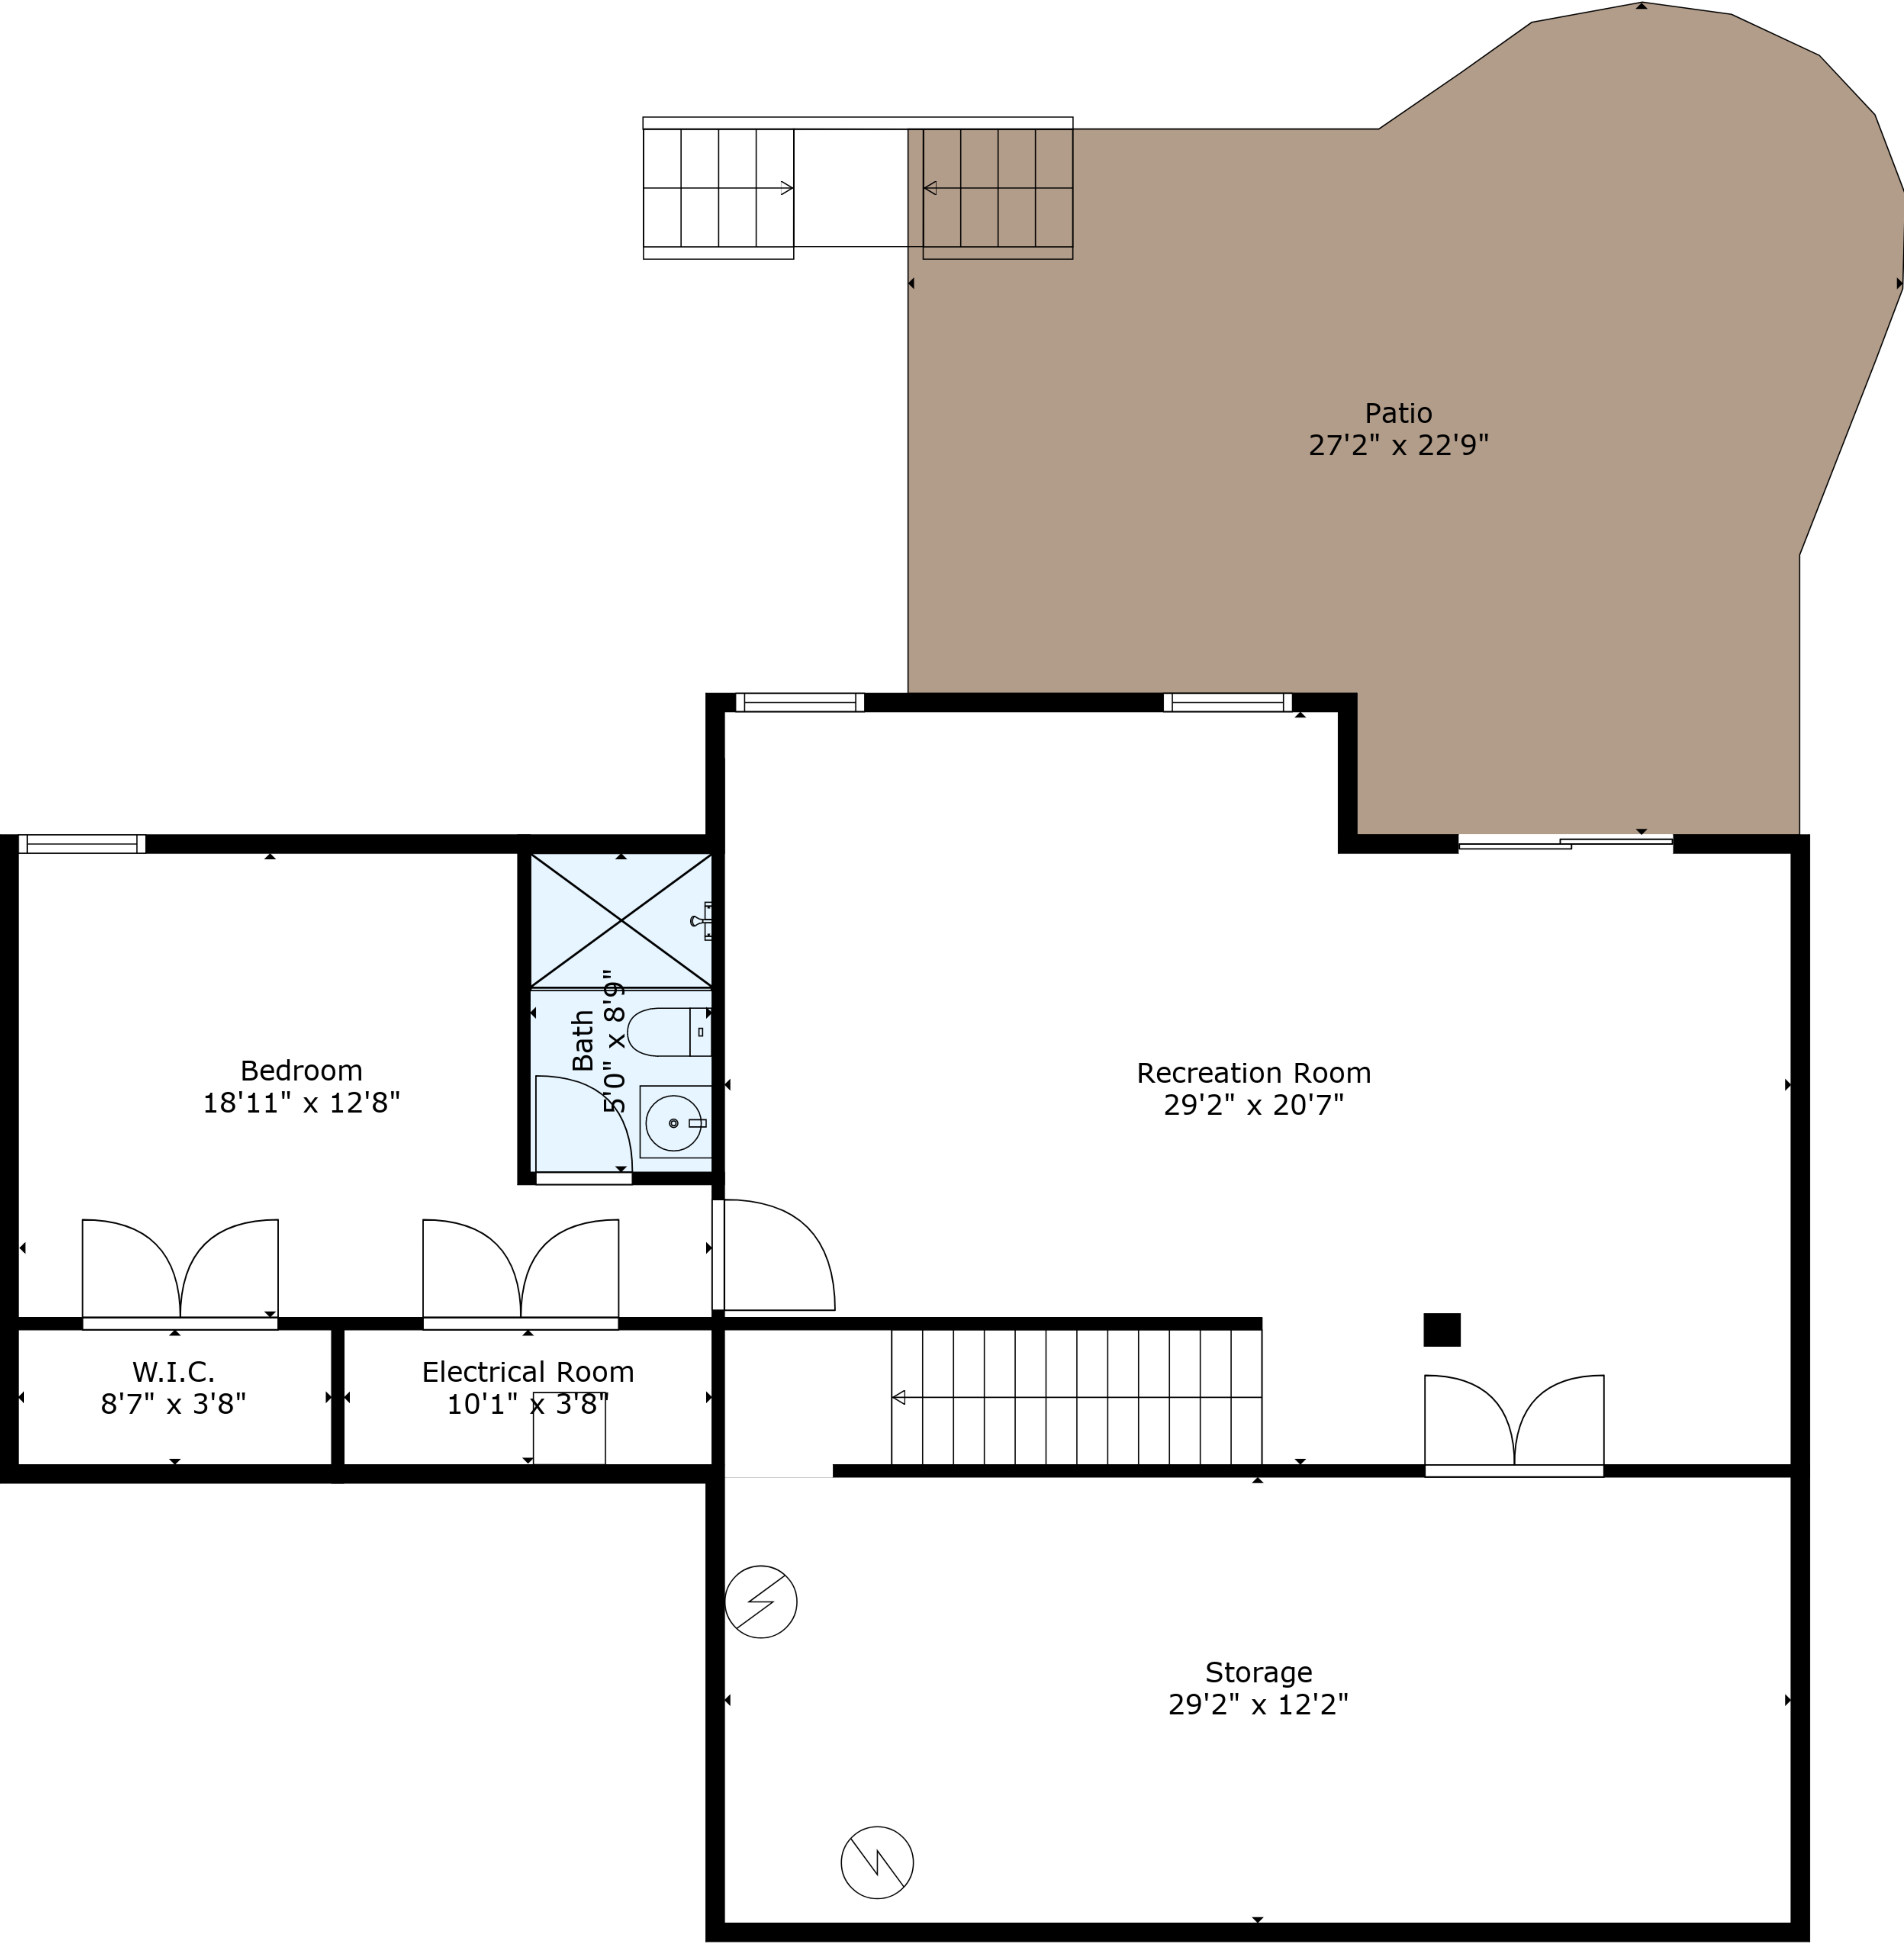 Patio
27'2" x 22'9"
Bedroom
18'11" x 12'8"
Bath
5'0" x 8'9"
Recreation Room
29'2" x 20'7"
W.I.C.
8'7" x 3'8"
Electrical Room
10'1" x 3'8"
Storage
29'2" x 12'2"